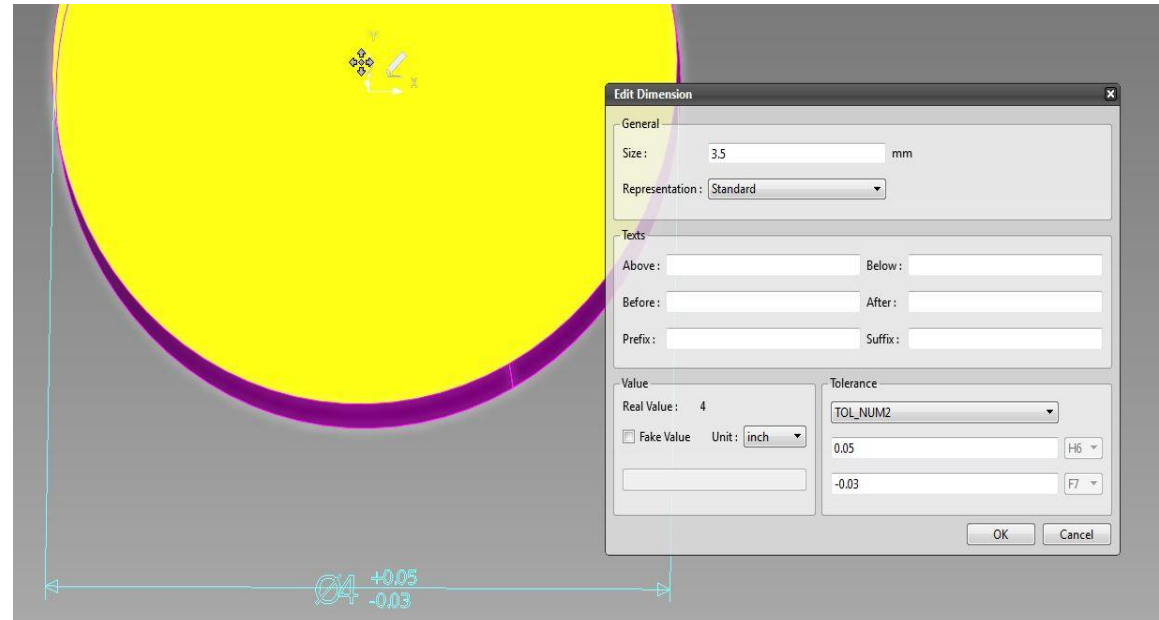 Y
X
Edit Dimension
General
Size : 3.5 mm
Representation : Standard
Texts
Above : Below :
Before : After :
Prefix : Suffix :
Value
Real Value : 4
Fake Value Unit : inch
Tolerance
TOL_NUM2
0.05 H6
-0.03 F7
OK Cancel
Ø4 +0.05
-0.03